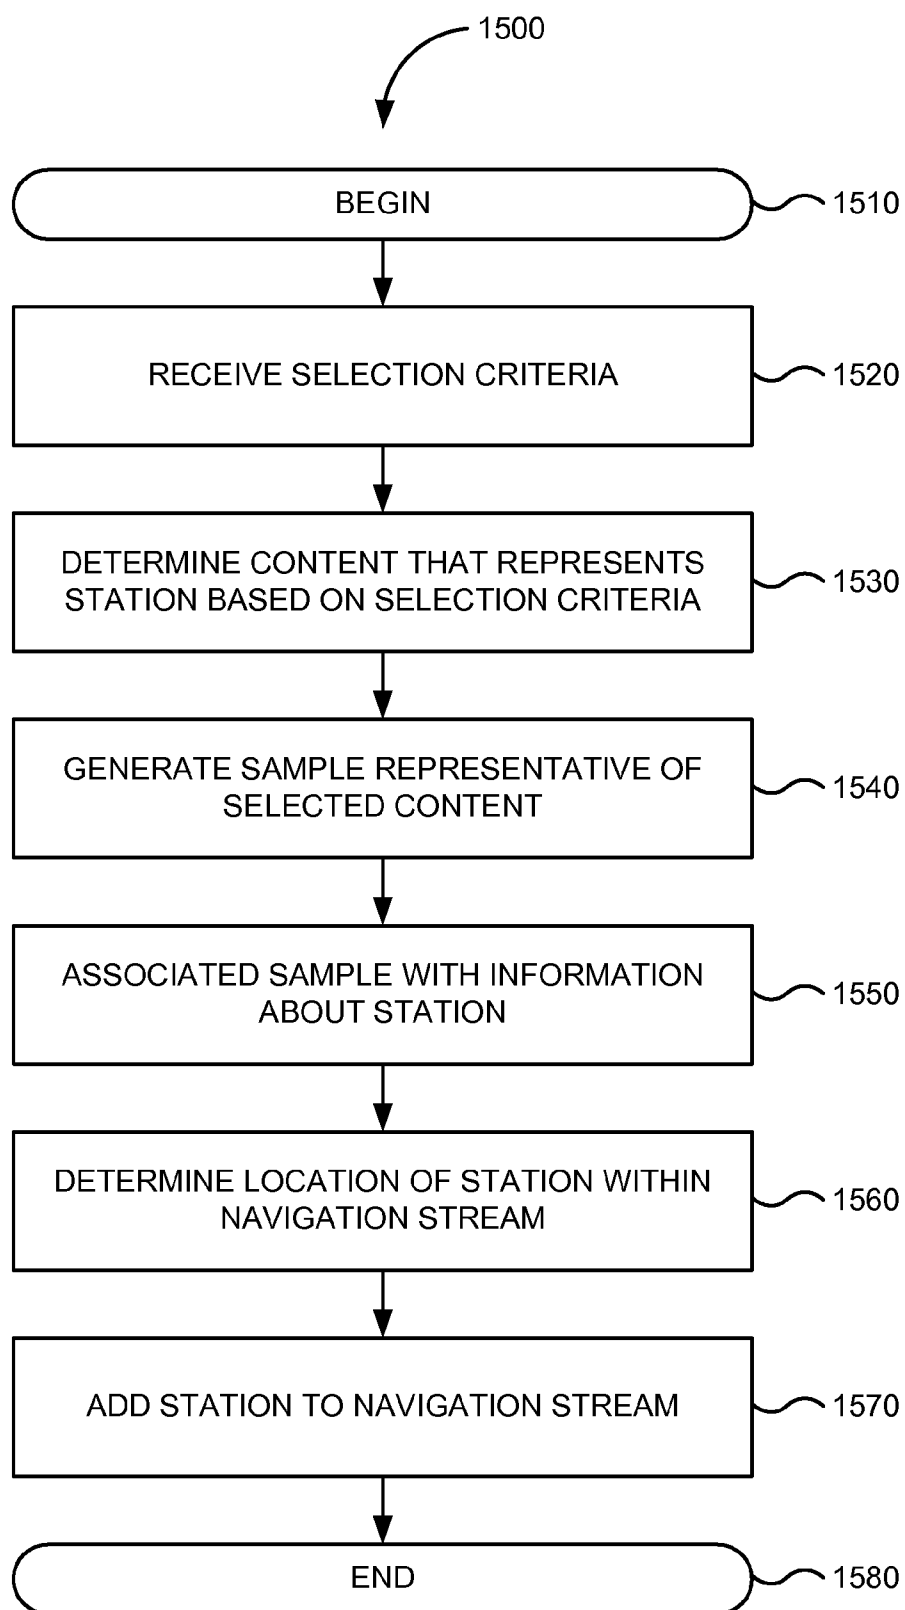 1500
BEGIN
1510
RECEIVE SELECTION CRITERIA
1520
DETERMINE CONTENT THAT REPRESENTS
STATION BASED ON SELECTION CRITERIA
1530
GENERATE SAMPLE REPRESENTATIVE OF
SELECTED CONTENT
1540
ASSOCIATED SAMPLE WITH INFORMATION
ABOUT STATION
1550
DETERMINE LOCATION OF STATION WITHIN
NAVIGATION STREAM
1560
ADD STATION TO NAVIGATION STREAM
1570
END
1580